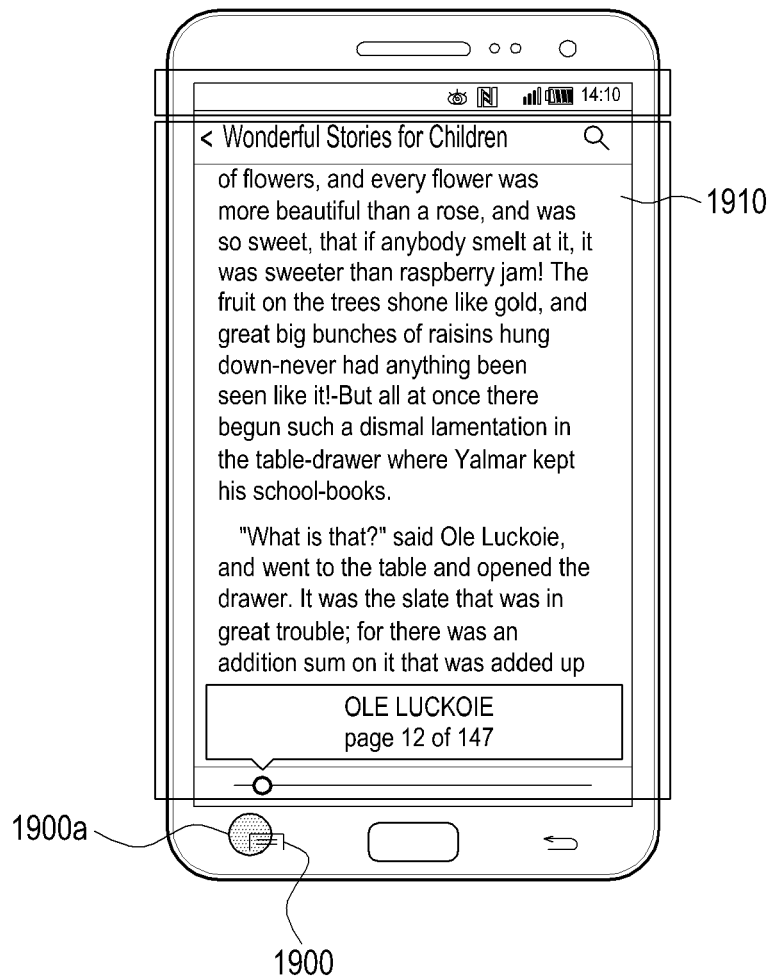 14:10
< Wonderful Stories for Children
of flowers, and every flower was
more beautiful than a rose, and was
so sweet, that if anybody smelt at it, it
was sweeter than raspberry jam! The
fruit on the trees shone like gold, and
great big bunches of raisins hung
down-never had anything been
seen like it!-But all at once there
begun such a dismal lamentation in
the table-drawer where Yalmar kept
his school-books.
"What is that?" said Ole Luckoie,
and went to the table and opened the
drawer. It was the slate that was in
great trouble; for there was an
addition sum on it that was added up
OLE LUCKOIE
page 12 of 147
1910
1900a
1900